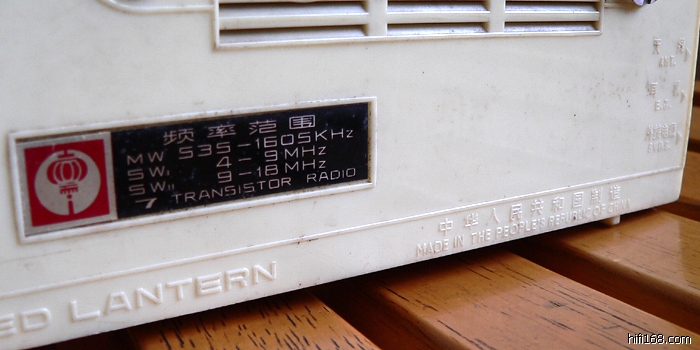 频率范围
MW 535-1605KHz
SWI 4-9MHz
SWII 9-18MHz
7 TRANSISTOR RADIO
中华人民共和国制造
MADE IN THE PEOPLE'S REPUBLIC OF CHINA
ED LANTERN
hifi168.com